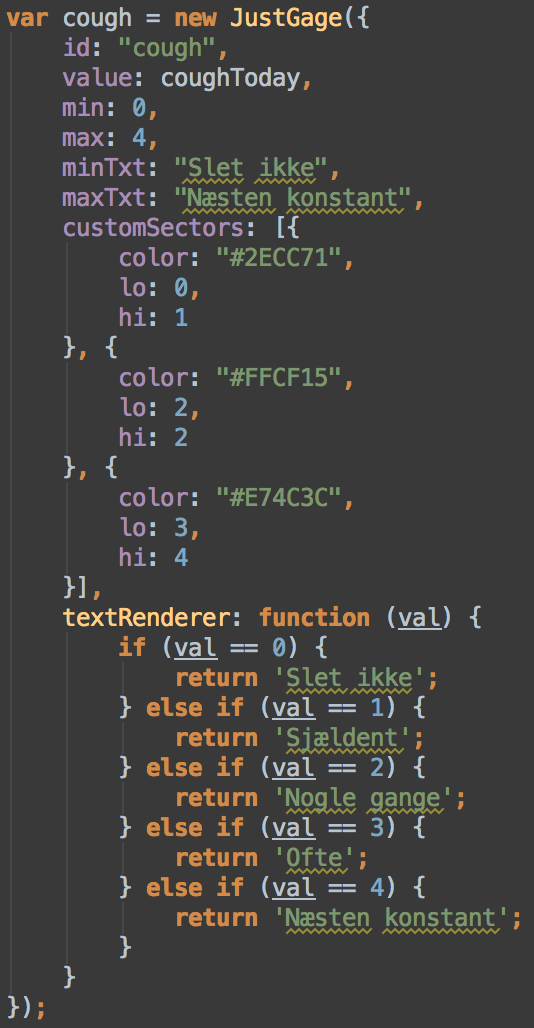 var cough = new JustGage({
    id: "cough",
    value: coughToday,
    min: 0,
    max: 4,
    minTxt: "Slet ikke",
    maxTxt: "Næsten konstant",
    customSectors: [{
        color: "#2ECC71",
        lo: 0,
        hi: 1
    }, {
        color: "#FFCF15",
        lo: 2,
        hi: 2
    }, {
        color: "#E74C3C",
        lo: 3,
        hi: 4
    }],
    textRenderer: function (val) {
        if (val == 0) {
            return 'Slet ikke';
        } else if (val == 1) {
            return 'Sjældent';
        } else if (val == 2) {
            return 'Nogle gange';
        } else if (val == 3) {
            return 'Ofte';
        } else if (val == 4) {
            return 'Næsten konstant';
        }
    }
});